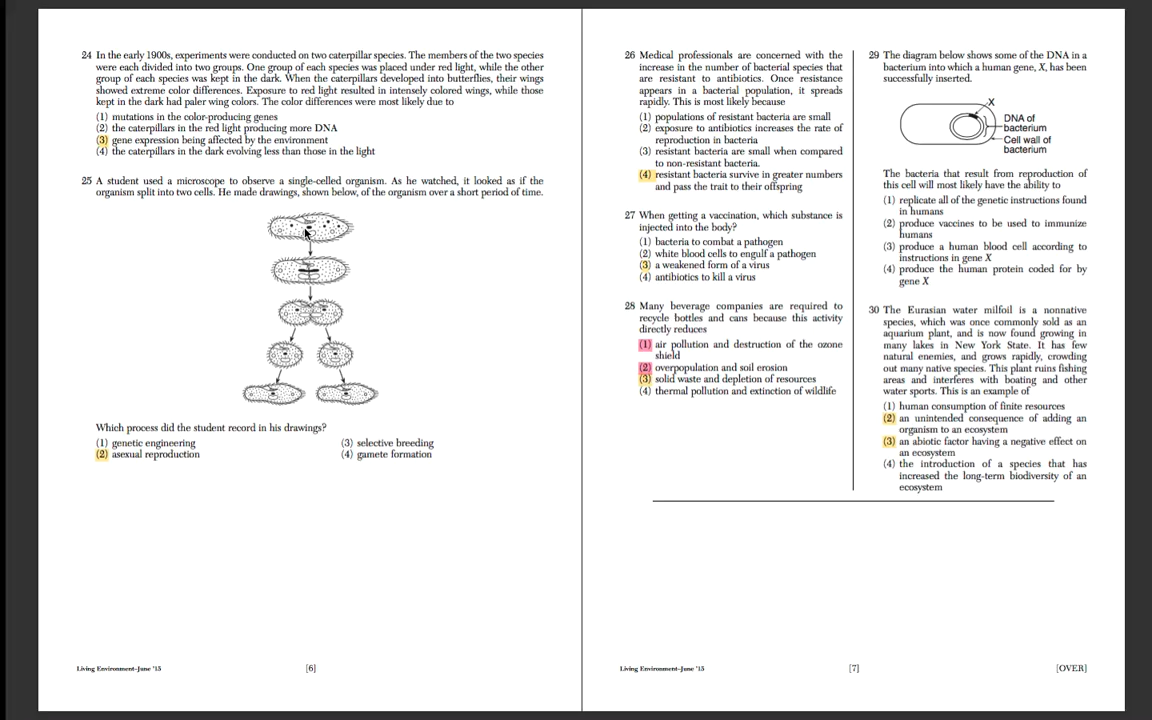 24 In the early 1900s, experiments were conducted on two caterpillar species. The members of the two species
were each divided into two groups. One group of each species was placed under red light, while the other
group of each species was kept in the dark. When the caterpillars developed into butterflies, their wings
showed extreme color differences. Exposure to red light resulted in intensely colored wings, while those
kept in the dark had paler wing colors. The color differences were most likely due to
(1) mutations in the color-producing genes
(2) the caterpillars in the red light producing more DNA
(3) gene expression being affected by the environment
(4) the caterpillars in the dark evolving less than those in the light
25 A student used a microscope to observe a single-celled organism. As he watched, it looked as if the
organism split into two cells. He made drawings, shown below, of the organism over a short period of time.
Which process did the student record in his drawings?
(1) genetic engineering
(2) asexual reproduction
(3) selective breeding
(4) gamete formation
Living Environment–June '15
[6]
26 Medical professionals are concerned with the
increase in the number of bacterial species that
are resistant to antibiotics. Once resistance
appears in a bacterial population, it spreads
rapidly. This is most likely because
(1) populations of resistant bacteria are small
(2) exposure to antibiotics increases the rate of
reproduction in bacteria
(3) resistant bacteria are small when compared
to non-resistant bacteria.
(4) resistant bacteria survive in greater numbers
and pass the trait to their offspring
27 When getting a vaccination, which substance is
injected into the body?
(1) bacteria to combat a pathogen
(2) white blood cells to engulf a pathogen
(3) a weakened form of a virus
(4) antibiotics to kill a virus
28 Many beverage companies are required to
recycle bottles and cans because this activity
directly reduces
(1) air pollution and destruction of the ozone
shield
(2) overpopulation and soil erosion
(3) solid waste and depletion of resources
(4) thermal pollution and extinction of wildlife
29 The diagram below shows some of the DNA in a
bacterium into which a human gene, X, has been
successfully inserted.
X
DNA of
bacterium
Cell wall of
bacterium
The bacteria that result from reproduction of
this cell will most likely have the ability to
(1) replicate all of the genetic instructions found
in humans
(2) produce vaccines to be used to immunize
humans
(3) produce a human blood cell according to
instructions in gene X
(4) produce the human protein coded for by
gene X
30 The Eurasian water milfoil is a nonnative
species, which was once commonly sold as an
aquarium plant, and is now found growing in
many lakes in New York State. It has few
natural enemies, and grows rapidly, crowding
out many native species. This plant ruins fishing
areas and interferes with boating and other
water sports. This is an example of
(1) human consumption of finite resources
(2) an unintended consequence of adding an
organism to an ecosystem
(3) an abiotic factor having a negative effect on
an ecosystem
(4) the introduction of a species that has
increased the long-term biodiversity of an
ecosystem
Living Environment–June '15
[7]
[OVER]